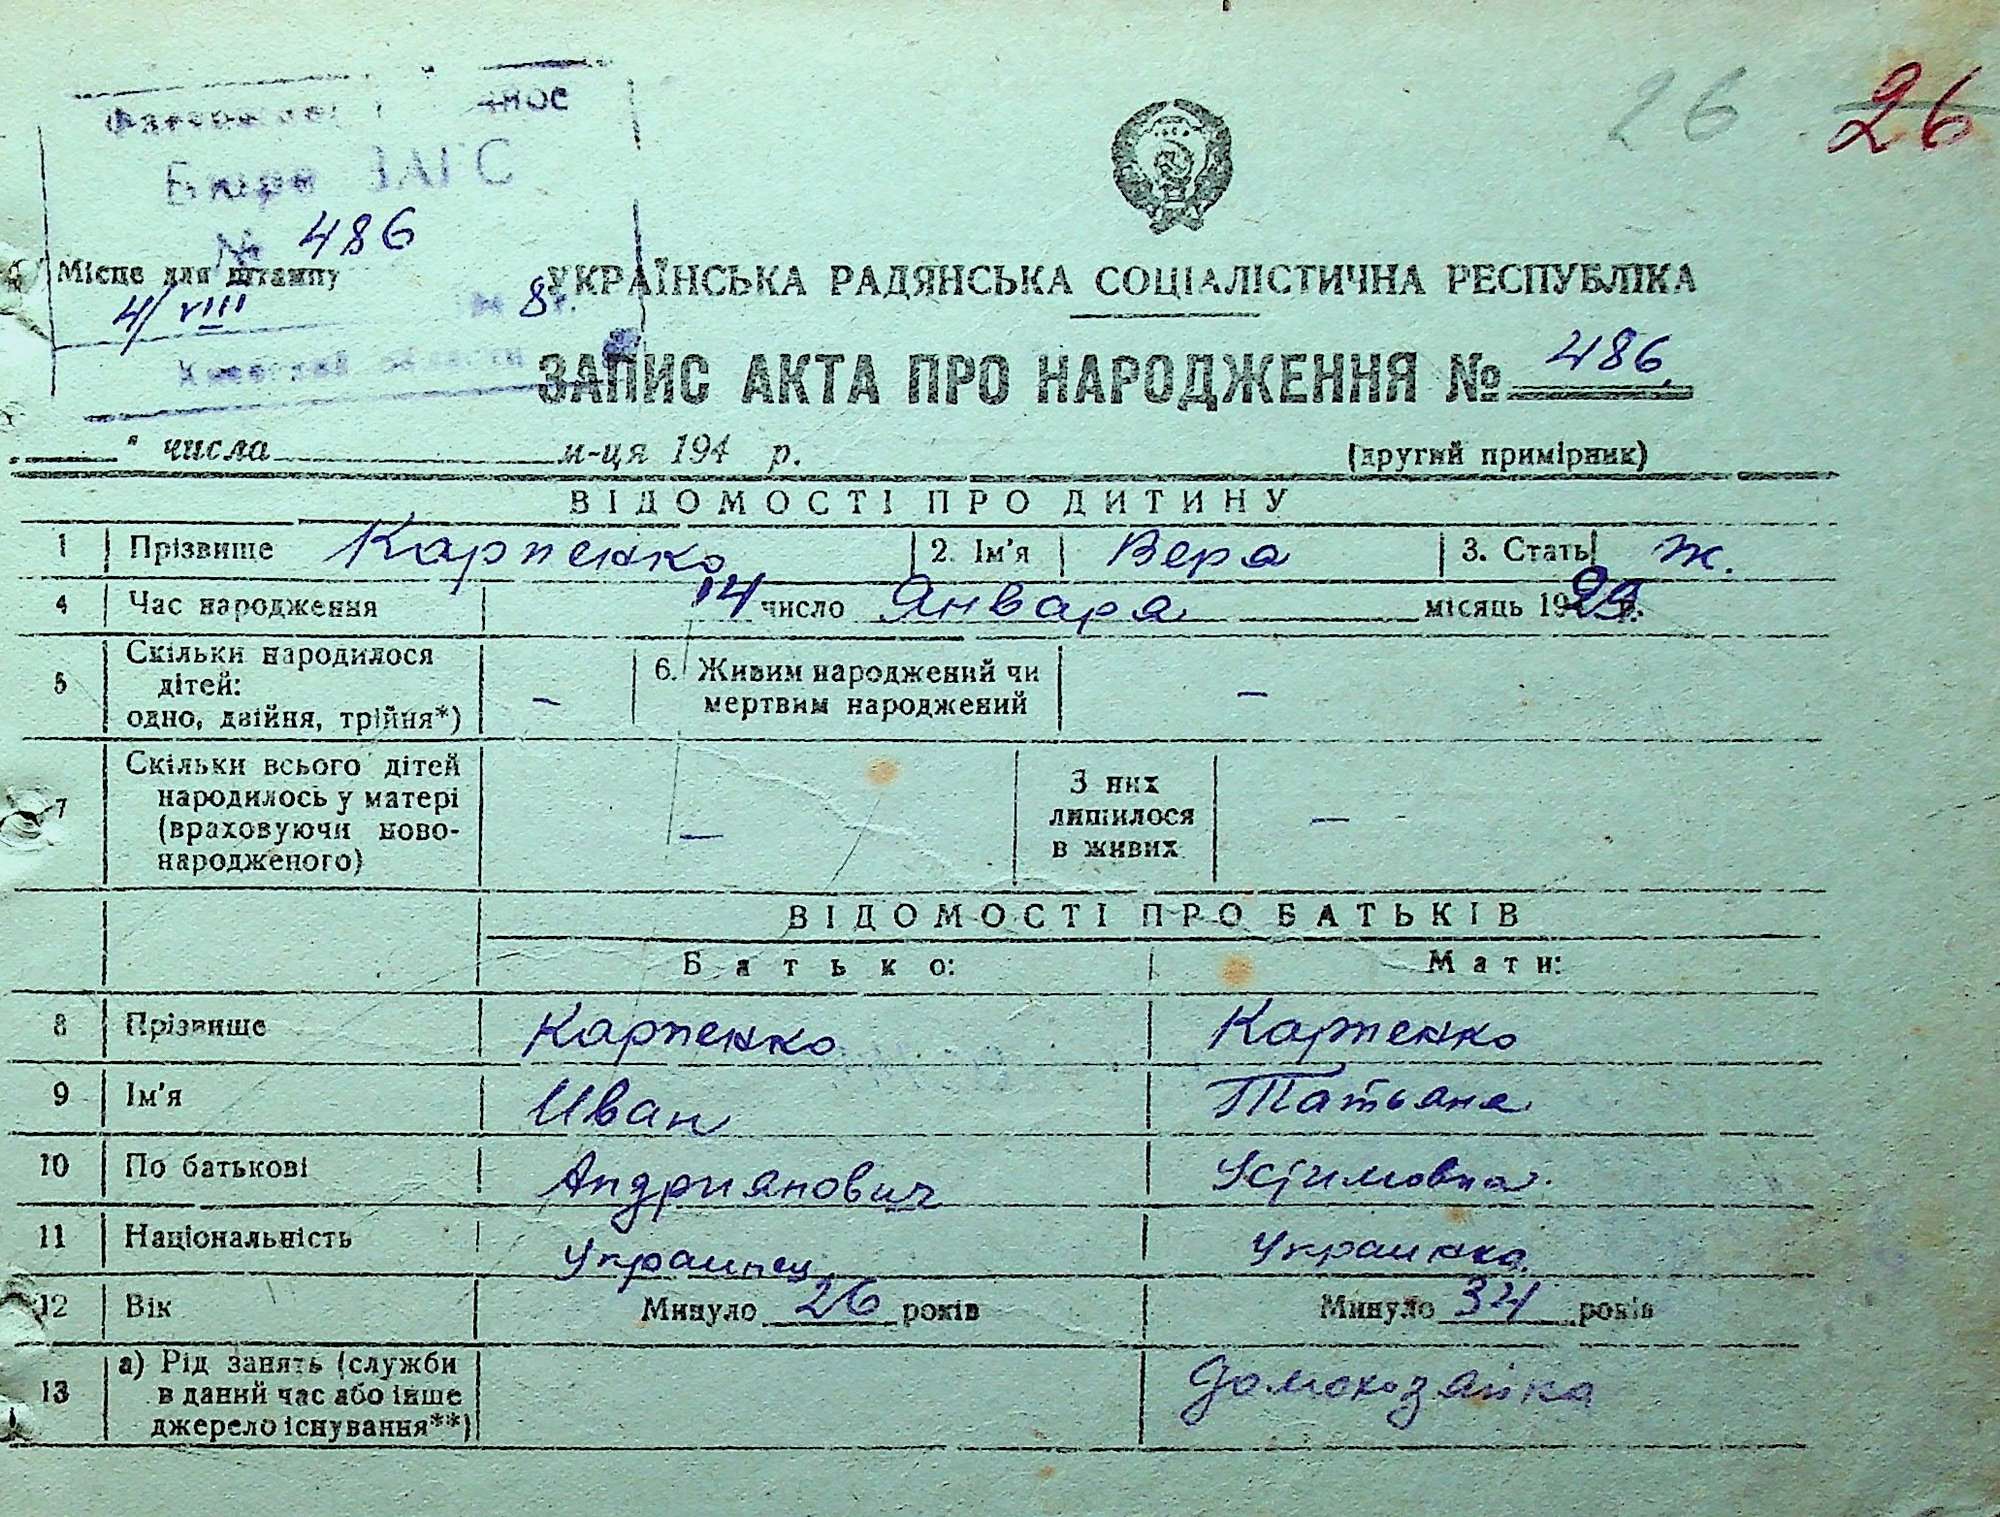 26 26
Бюро ЗАГС
№ 486
Місце для штампу
4/VIII 8 г.
УКРАЇНСЬКА РАДЯНСЬКА СОЦІАЛІСТИЧНА РЕСПУБЛІКА
области
ЗАПИС АКТА ПРО НАРОДЖЕННЯ № 486
" числа м-ця 194 р. (другий примірник)
ВІДОМОСТІ ПРО ДИТИНУ
1 Прізвище Карпенко 2. Ім'я Вера 3. Стать ж.
4 Час народження 14 число Января місяць 19
5 Скільки народилося дітей: одно, двійня, трійня*) — 6. Живим народжений чи мертвим народжений —
7 Скільки всього дітей народилось у матері (враховуючи ново-народженого) — З них лишилося в живих —
ВІДОМОСТІ ПРО БАТЬКІВ
Батько: Мати:
8 Прізвище Карпенко Карпенко
9 Ім'я Иван Татьяна
10 По батькові Андриянович Устимовна
11 Національність Украинец Украинка.
12 Вік Минуло 26 років Минуло 34 років
13 а) Рід занять (служби в даний час або інше джерело існування**) Домохозяйка